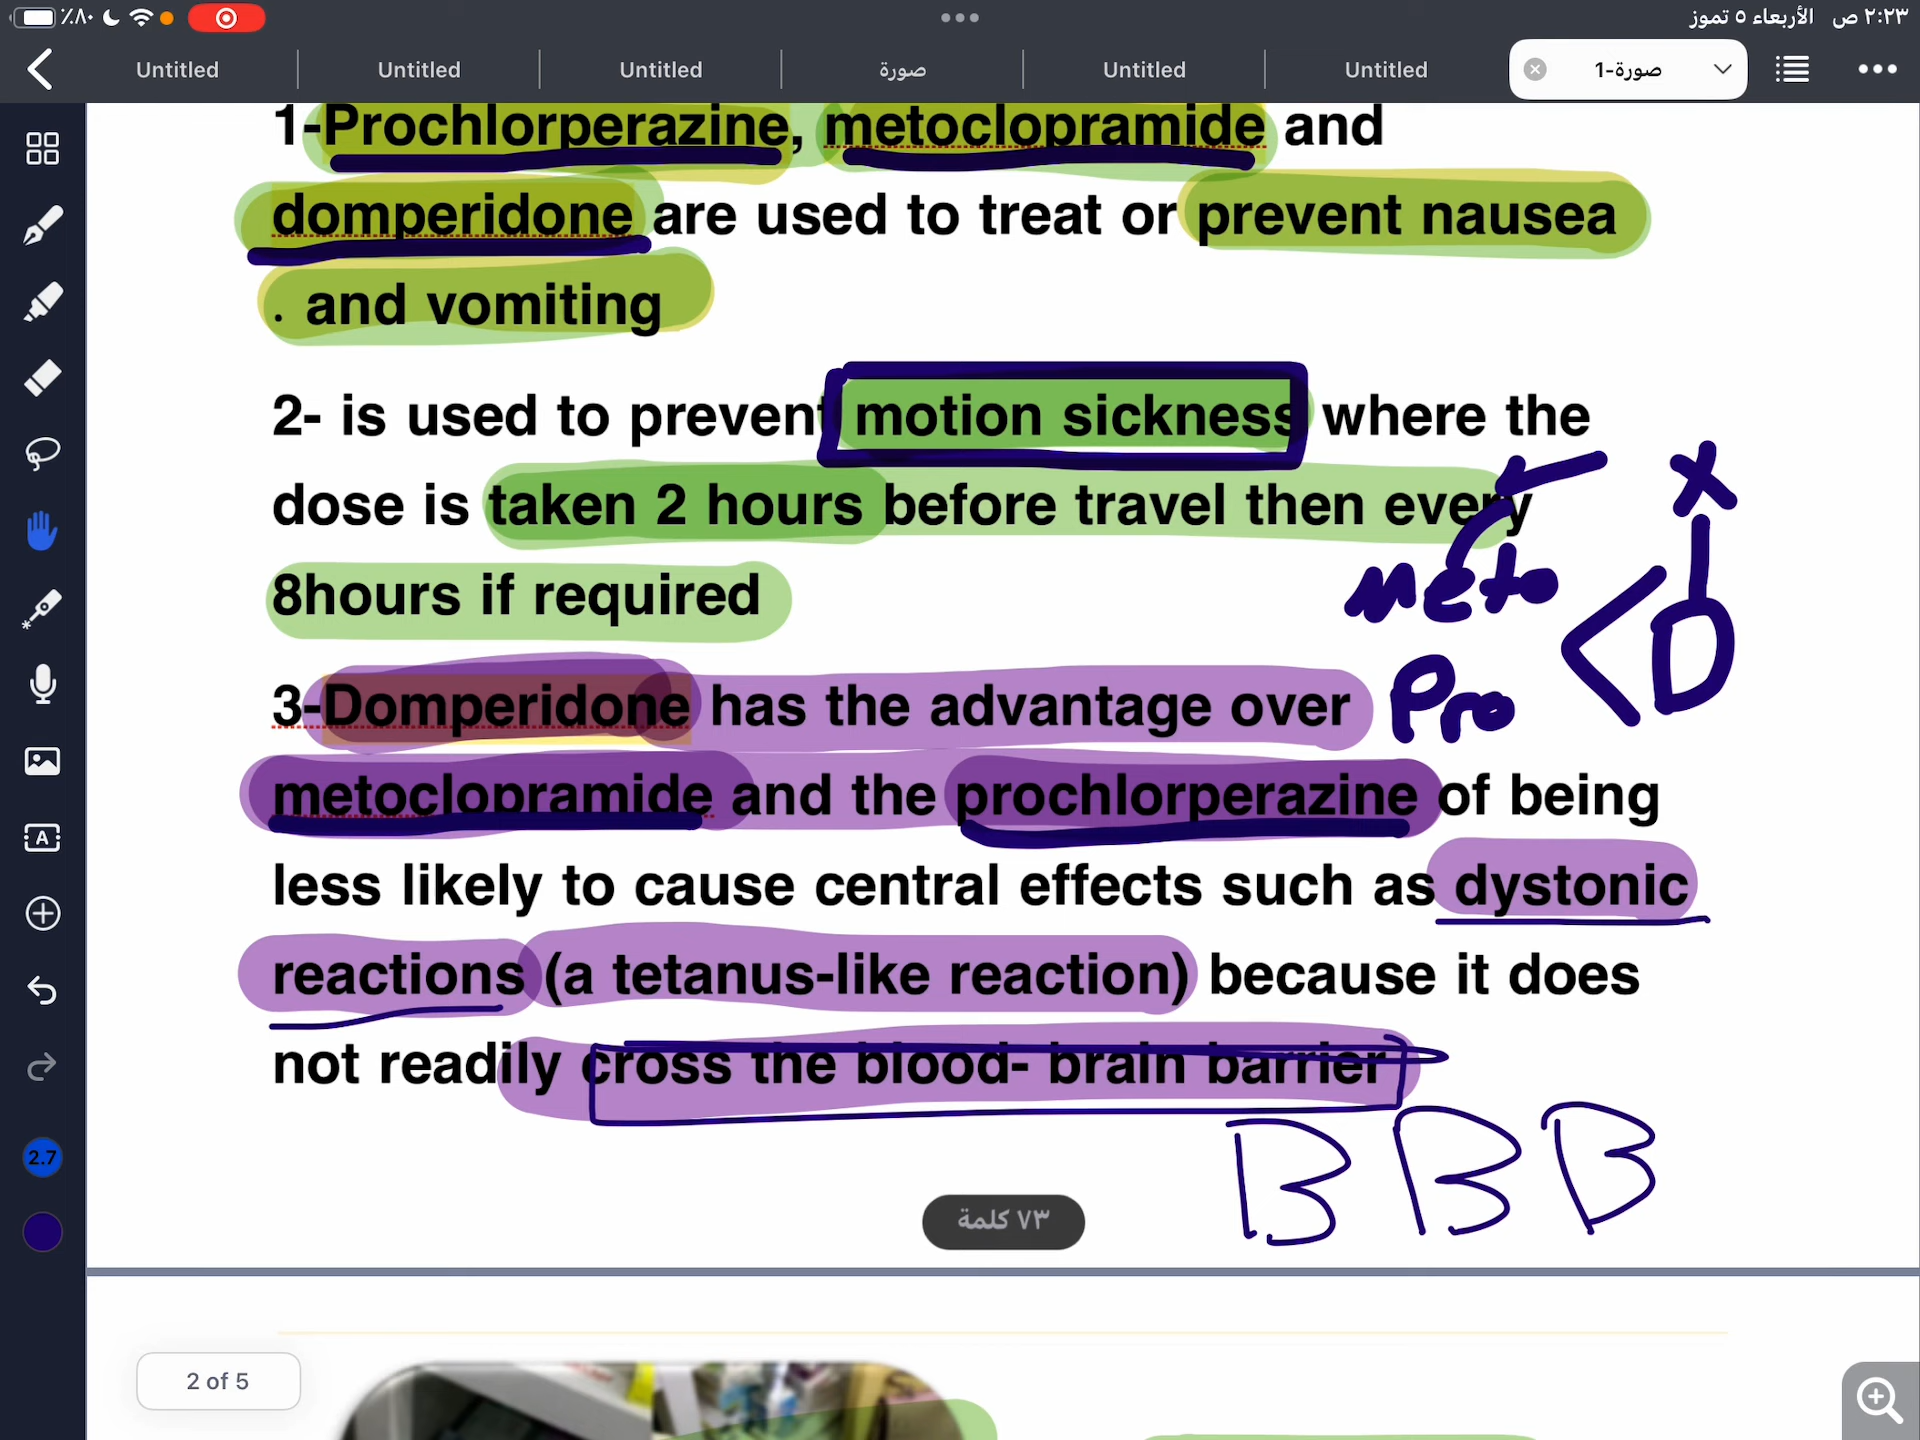 ٪٨٠
٢:٢٣ ص الأربعاء ٥ تموز
Untitled
Untitled
Untitled
صورة
Untitled
Untitled
صورة-1
1-Prochlorperazine, metoclopramide and
domperidone are used to treat or prevent nausea
. and vomiting
2- is used to prevent motion sickness where the
dose is taken 2 hours before travel then every
8hours if required
x
Meto
Pro
< D
3-Domperidone has the advantage over
metoclopramide and the prochlorperazine of being
less likely to cause central effects such as dystonic
reactions (a tetanus-like reaction) because it does
not readily cross the blood- brain barrier
B B B
٧٣ كلمة
A
2.7
2 of 5